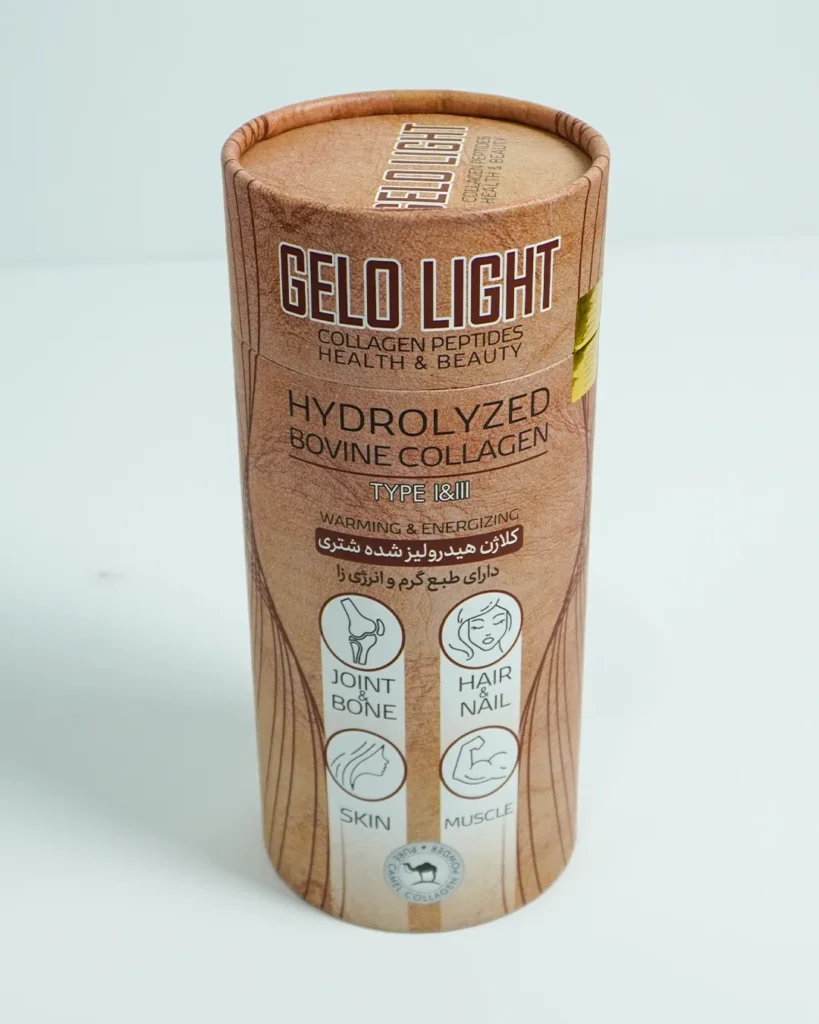 GELO LIGHT
COLLAGEN PEPTIDES
HEALTH & BEAUTY
GELO LIGHT
COLLAGEN PEPTIDES
HEALTH & BEAUTY
HYDROLYZED
BOVINE COLLAGEN
TYPE I&III
WARMING & ENERGIZING
کلاژن هیدرولیز شده شتری
دارای طبع گرم و انرژی زا
JOINT
&
BONE
HAIR
&
NAIL
SKIN
MUSCLE
PURE CAMEL COLLAGEN POWDER